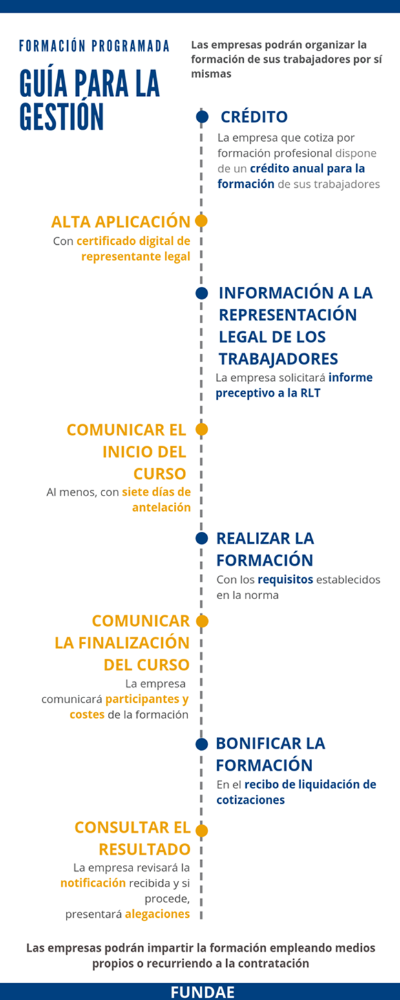 FORMACIÓN PROGRAMADA
GUÍA PARA LA
GESTIÓN
Las empresas podrán organizar la
formación de sus trabajadores por sí
mismas
CRÉDITO
La empresa que cotiza por
formación profesional dispone
de un crédito anual para la
formación de sus trabajadores
ALTA APLICACIÓN
Con certificado digital de
representante legal
INFORMACIÓN A LA
REPRESENTACIÓN
LEGAL DE LOS
TRABAJADORES
La empresa solicitará informe
preceptivo a la RLT
COMUNICAR EL
INICIO DEL
CURSO
Al menos, con siete días de
antelación
REALIZAR LA
FORMACIÓN
Con los requisitos establecidos
en la norma
COMUNICAR
LA FINALIZACIÓN
DEL CURSO
La empresa
comunicará participantes y
costes de la formación
BONIFICAR LA
FORMACIÓN
En el recibo de liquidación de
cotizaciones
CONSULTAR EL
RESULTADO
La empresa revisará la
notificación recibida y si
procede,
presentará alegaciones
Las empresas podrán impartir la formación empleando medios
propios o recurriendo a la contratación
FUNDAE